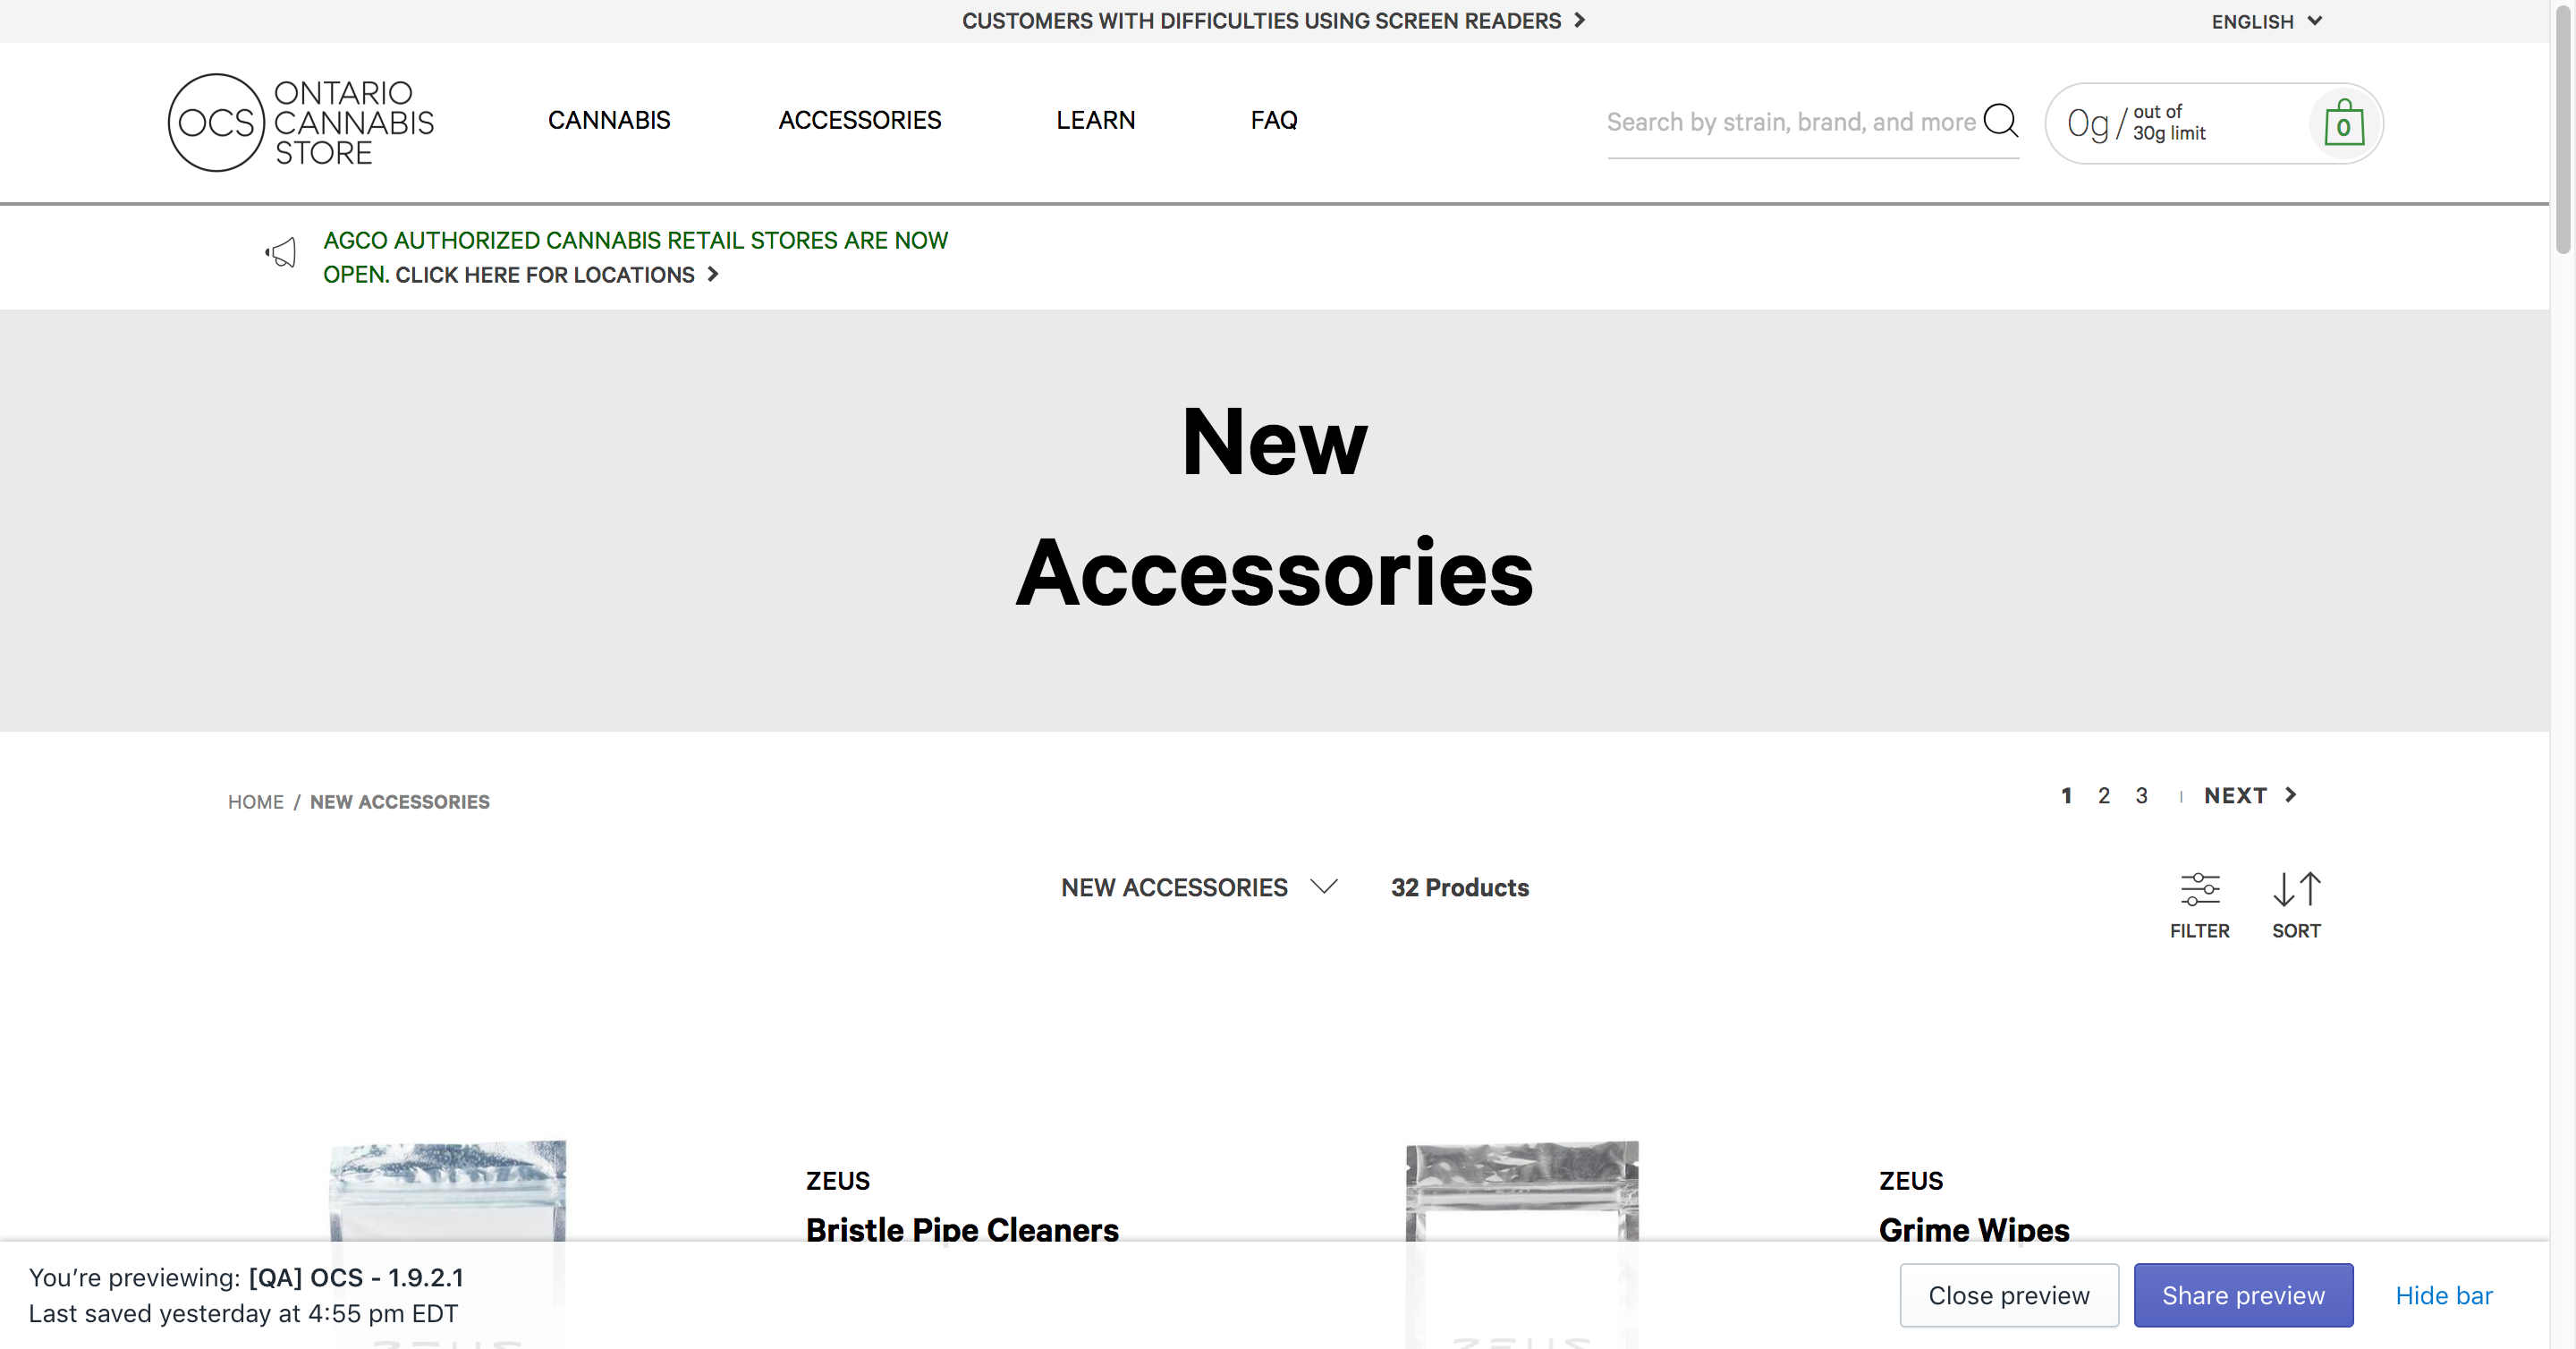 CUSTOMERS WITH DIFFICULTIES USING SCREEN READERS
ENGLISH
OCS
ONTARIO
CANNABIS
STORE
CANNABIS
ACCESSORIES
LEARN
FAQ
Search by strain, brand, and more
0g / out of
30g limit
0
AGCO AUTHORIZED CANNABIS RETAIL STORES ARE NOW
OPEN. CLICK HERE FOR LOCATIONS
New
Accessories
HOME / NEW ACCESSORIES
1 2 3 | NEXT
NEW ACCESSORIES
32 Products
FILTER
SORT
ZEUS
Bristle Pipe Cleaners
ZEUS
Grime Wipes
You're previewing: [QA] OCS - 1.9.2.1
Last saved yesterday at 4:55 pm EDT
Close preview
Share preview
Hide bar
ZEUS
ZEUS